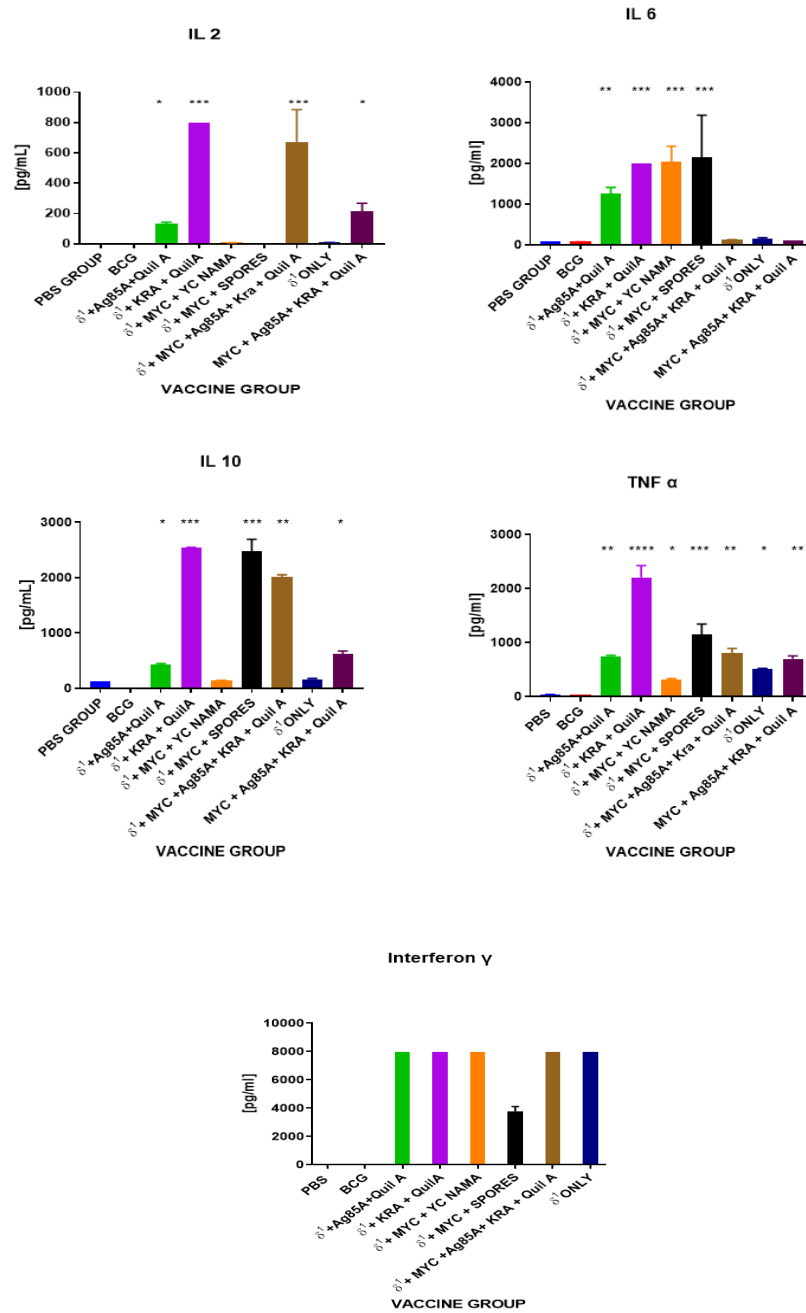 IL 2
1000
800
600
400
200
0
[pg/mL]
* *** *** *
PBS GROUP
BCG
δ¹ +Ag85A+Quil A
δ¹ + KRA + QuilA
δ¹ + MYC + YC NAMA
δ¹ + MYC + SPORES
δ¹ + MYC +Ag85A+ Kra + Quil A
δ¹ ONLY
MYC + Ag85A+ KRA + Quil A
VACCINE GROUP
IL 6
4000
3000
2000
1000
0
[pg/ml]
** *** *** ***
PBS GROUP
BCG
δ¹ +Ag85A+Quil A
δ¹ + KRA + QuilA
δ¹ + MYC + YC NAMA
δ¹ + MYC + SPORES
δ¹ + MYC +Ag85A+ KRA + Quil A
δ¹ ONLY
MYC + Ag85A+ KRA + Quil A
VACCINE GROUP
IL 10
3000
2000
1000
0
[pg/mL]
* *** *** ** *
PBS GROUP
BCG
δ¹ +Ag85A+Quil A
δ¹ + KRA + QuilA
δ¹ + MYC + YC NAMA
δ¹ + MYC + SPORES
δ¹ + MYC +Ag85A+ KRA + Quil A
δ¹ ONLY
MYC + Ag85A+ KRA + Quil A
VACCINE GROUP
TNF α
3000
2000
1000
0
[pg/ml]
** **** * *** ** * **
PBS
BCG
δ¹ +Ag85A+Quil A
δ¹ + KRA + QuilA
δ¹ + MYC + YC NAMA
δ¹ + MYC + SPORES
δ¹ + MYC +Ag85A+ Kra + Quil A
δ¹ ONLY
MYC + Ag85A+ KRA + Quil A
VACCINE GROUP
Interferon γ
10000
8000
6000
4000
2000
0
[pg/ml]
PBS
BCG
δ¹ +Ag85A+Quil A
δ¹ + KRA + QuilA
δ¹ + MYC + YC NAMA
δ¹ + MYC + SPORES
δ¹ + MYC +Ag85A+ KRA + Quil A
δ¹ ONLY
VACCINE GROUP